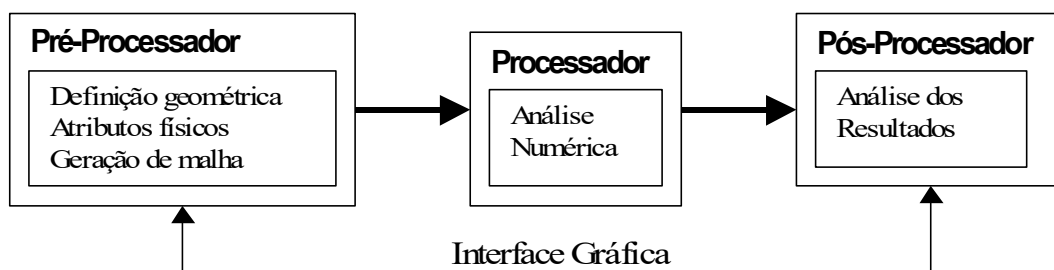 Pré-Processador
Definição geométrica
Atributos físicos
Geração de malha
Processador
Análise
Numérica
Pós-Processador
Análise dos
Resultados
Interface Gráfica